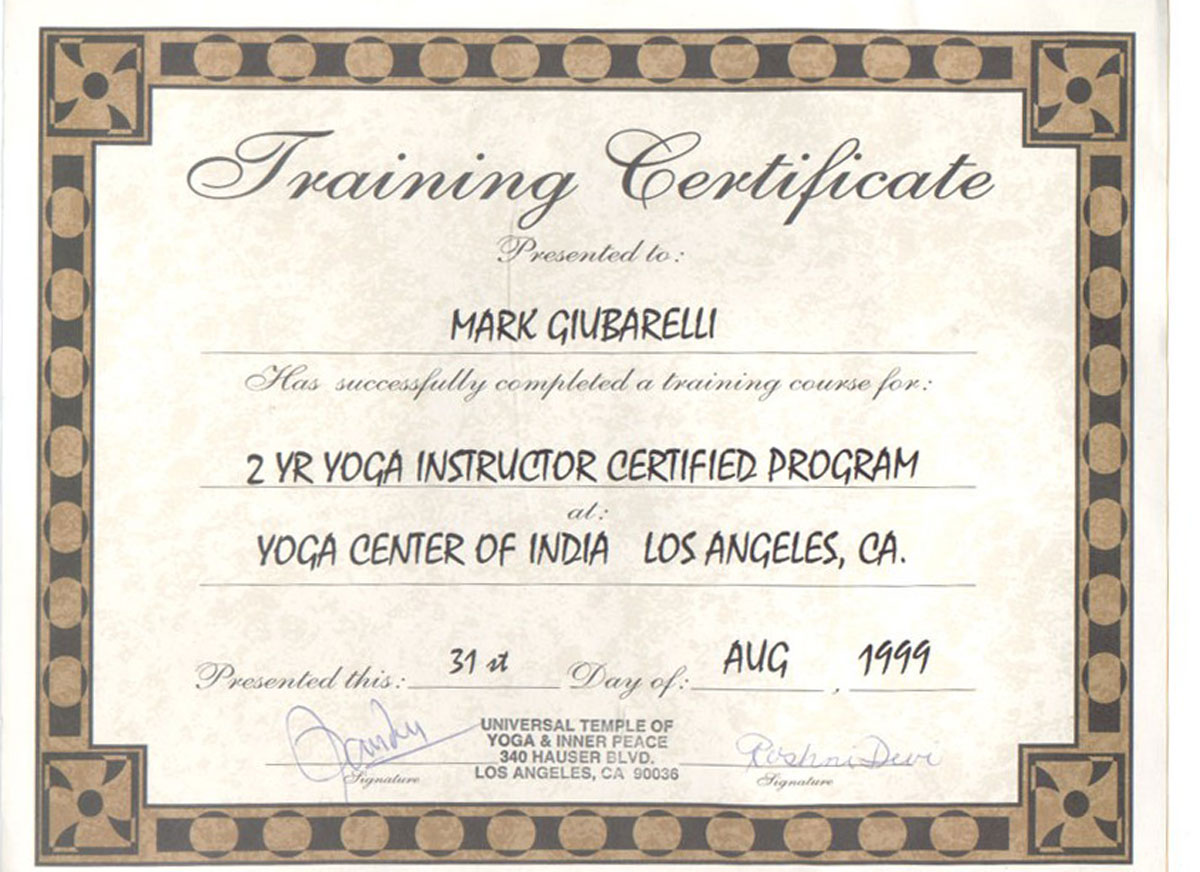 Training Certificate
Presented to:
MARK GIUBARELLI
Has successfully completed a training course for:
2 YR YOGA INSTRUCTOR CERTIFIED PROGRAM
at:
YOGA CENTER OF INDIA LOS ANGELES, CA.
Presented this: 31 st Day of: AUG , 1999
UNIVERSAL TEMPLE OF
YOGA & INNER PEACE
340 HAUSER BLVD.
LOS ANGELES, CA 90036
Roshni Devi
Signature
Signature